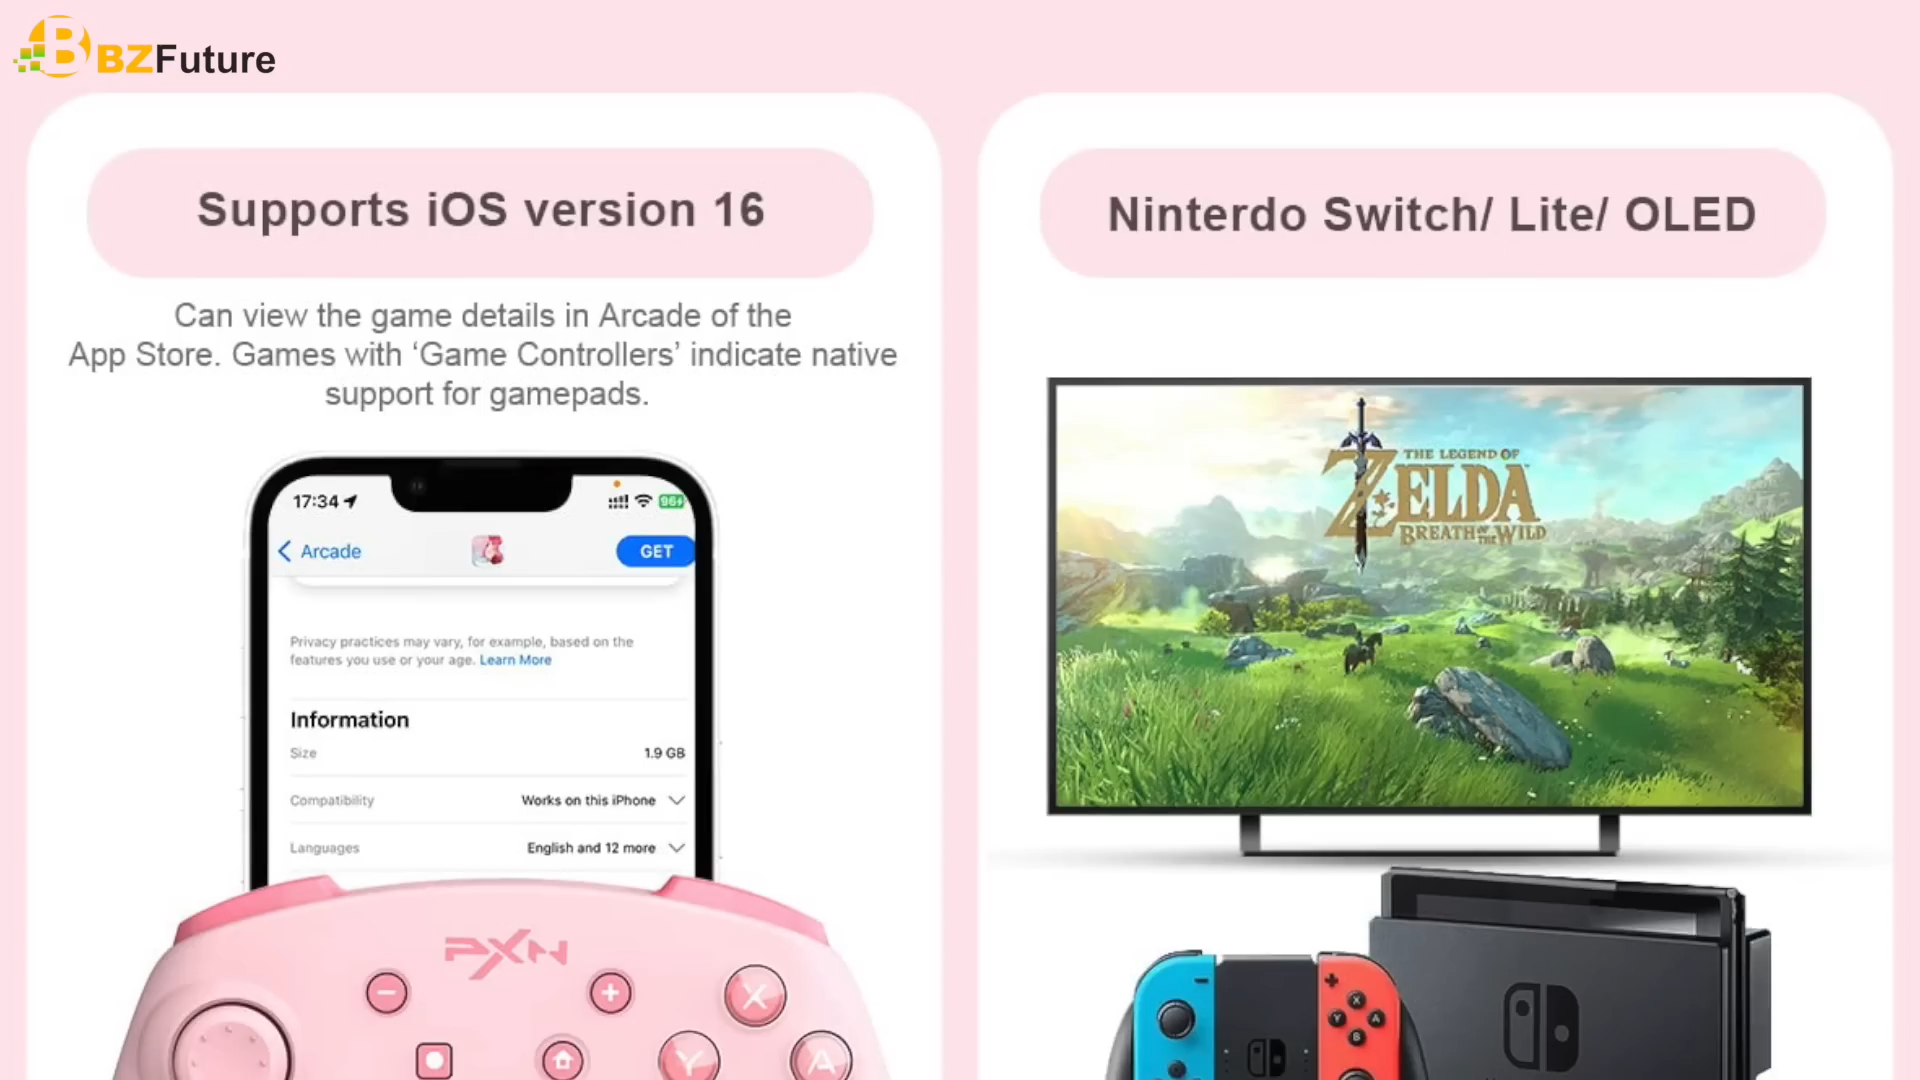 BZFuture
Supports iOS version 16
Can view the game details in Arcade of the
App Store. Games with ‘Game Controllers’ indicate native
support for gamepads.
17:34
96
Arcade
GET
Privacy practices may vary, for example, based on the
features you use or your age. Learn More
Information
Size 1.9 GB
Compatibility Works on this iPhone
Languages English and 12 more
PXN
X
Y
A
Ninterdo Switch/ Lite/ OLED
THE LEGEND OF
ZELDA
BREATH OF THE WILD
X
Y
A
B